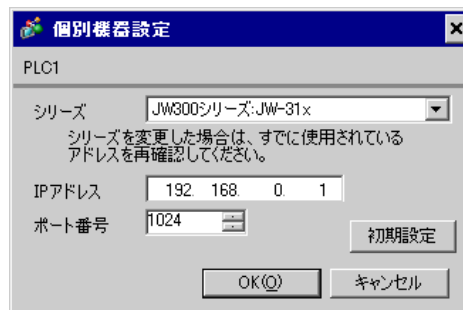 個別機器設定
PLC1
シリーズ JW300シリーズ:JW-31x
シリーズを変更した場合は、すでに使用されている
アドレスを再確認してください。
IPアドレス 192. 168. 0. 1
ポート番号 1024
初期設定
OK(O) キャンセル